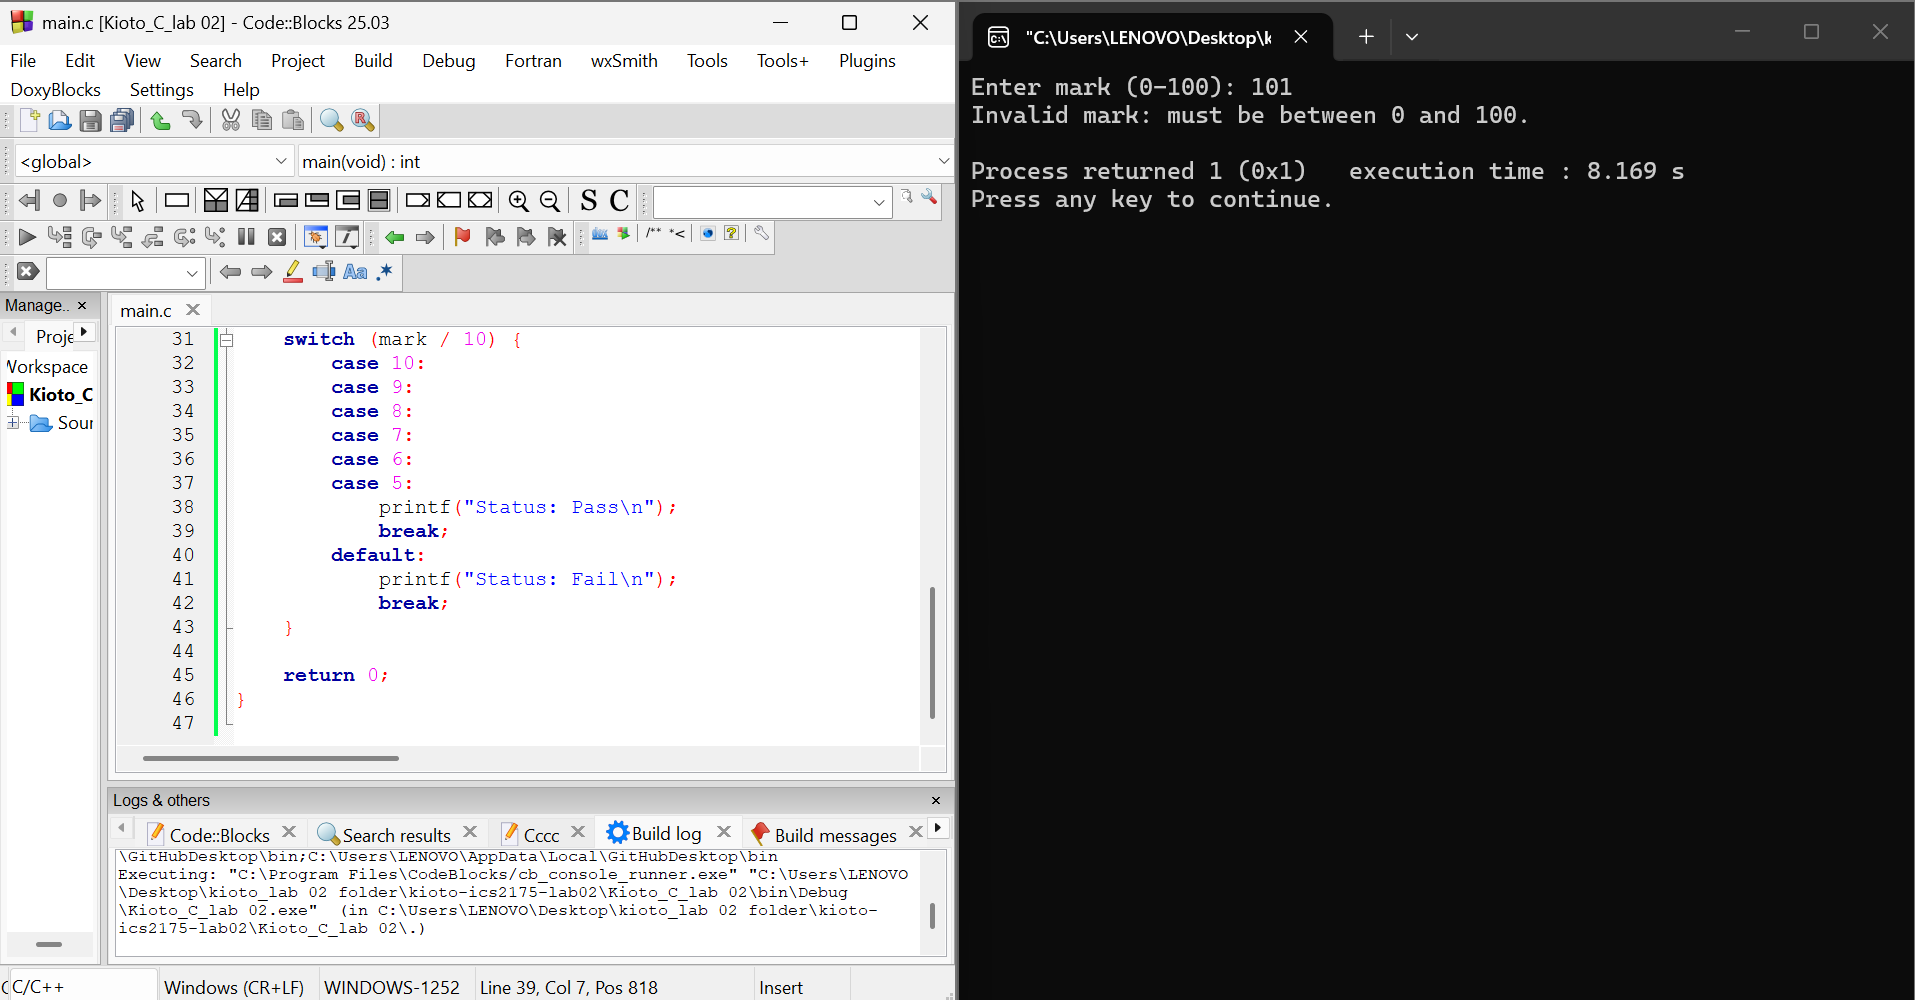 main.c [Kioto_C_lab 02] - Code::Blocks 25.03
File Edit View Search Project Build Debug Fortran wxSmith Tools Tools+ Plugins
DoxyBlocks Settings Help
<global> main(void) : int
S C
/** *<
Aa .*
Manage..
main.c
Proje
Workspace
Kioto_C
Sour
31 switch (mark / 10) {
32 case 10:
33 case 9:
34 case 8:
35 case 7:
36 case 6:
37 case 5:
38 printf("Status: Pass\n");
39 break;
40 default:
41 printf("Status: Fail\n");
42 break;
43 }
44
45 return 0;
46 }
47
Logs & others
Code::Blocks Search results Cccc Build log Build messages
\GitHubDesktop\bin;C:\Users\LENOVO\AppData\Local\GitHubDesktop\bin
Executing: "C:\Program Files\CodeBlocks/cb_console_runner.exe" "C:\Users\LENOVO
\Desktop\kioto_lab 02 folder\kioto-ics2175-lab02\Kioto_C_lab 02\bin\Debug
\Kioto_C_lab 02.exe" (in C:\Users\LENOVO\Desktop\kioto_lab 02 folder\kioto-
ics2175-lab02\Kioto_C_lab 02\.)
C/C++ Windows (CR+LF) WINDOWS-1252 Line 39, Col 7, Pos 818 Insert
"C:\Users\LENOVO\Desktop\k
Enter mark (0-100): 101
Invalid mark: must be between 0 and 100.
Process returned 1 (0x1) execution time : 8.169 s
Press any key to continue.